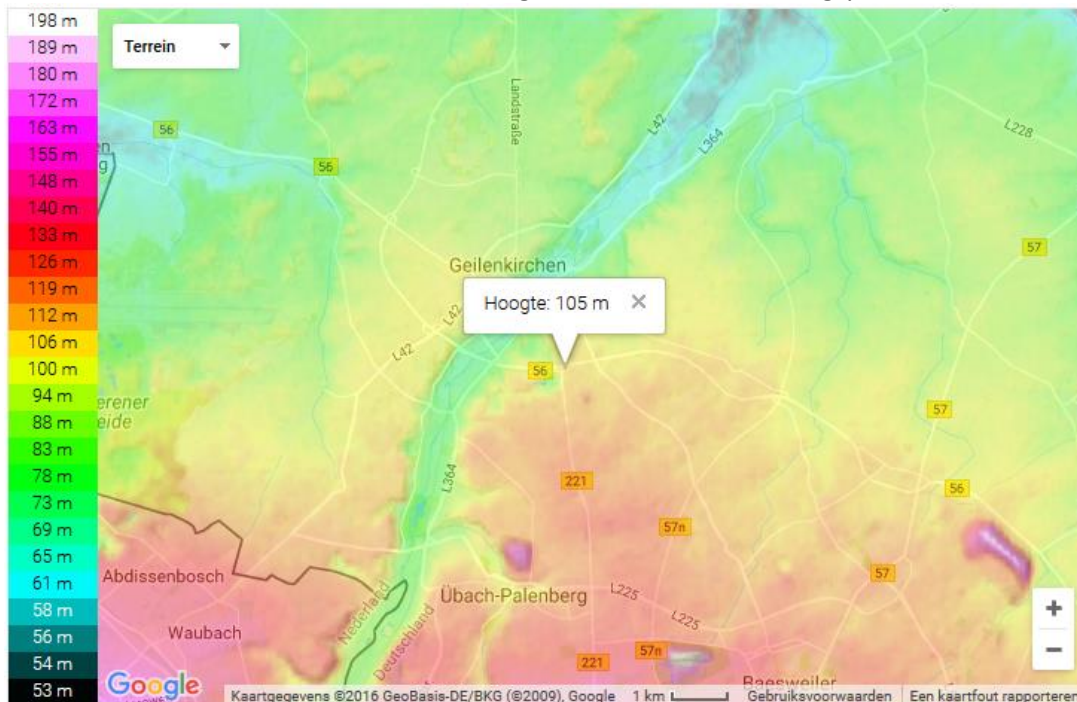 198 m
189 m
180 m
172 m
163 m
155 m
148 m
140 m
133 m
126 m
119 m
112 m
106 m
100 m
94 m
88 m
83 m
78 m
73 m
69 m
65 m
61 m
58 m
56 m
54 m
53 m
Terrein
Landstraße
L42
L364
L228
56
56
en
g
57
Geilenkirchen
Hoogte: 105 m
L42
L42
56
erener
eide
57
L364
221
56
57n
57
Abdissenbosch
Übach-Palenberg
L225
L225
Nederland
Deutschland
Waubach
57n
221
Baesweiler
+
−
Google
Kaartgegevens ©2016 GeoBasis-DE/BKG (©2009), Google 1 km Gebruiksvoorwaarden Een kaartfout rapporteren